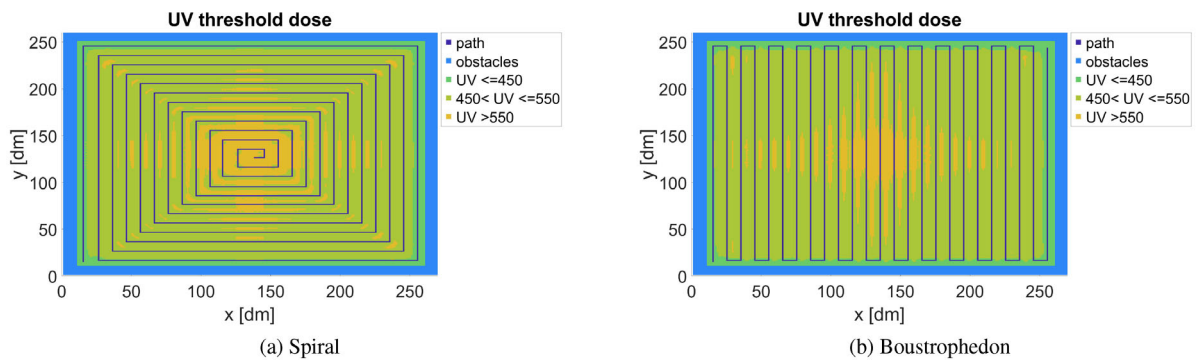 UV threshold dose
250
200
150
100
50
0
y [dm]
0 50 100 150 200 250
x [dm]
path
obstacles
UV <=450
450< UV <=550
UV >550
(a) Spiral
UV threshold dose
250
200
150
100
50
0
y [dm]
0 50 100 150 200 250
x [dm]
path
obstacles
UV <=450
450< UV <=550
UV >550
(b) Boustrophedon